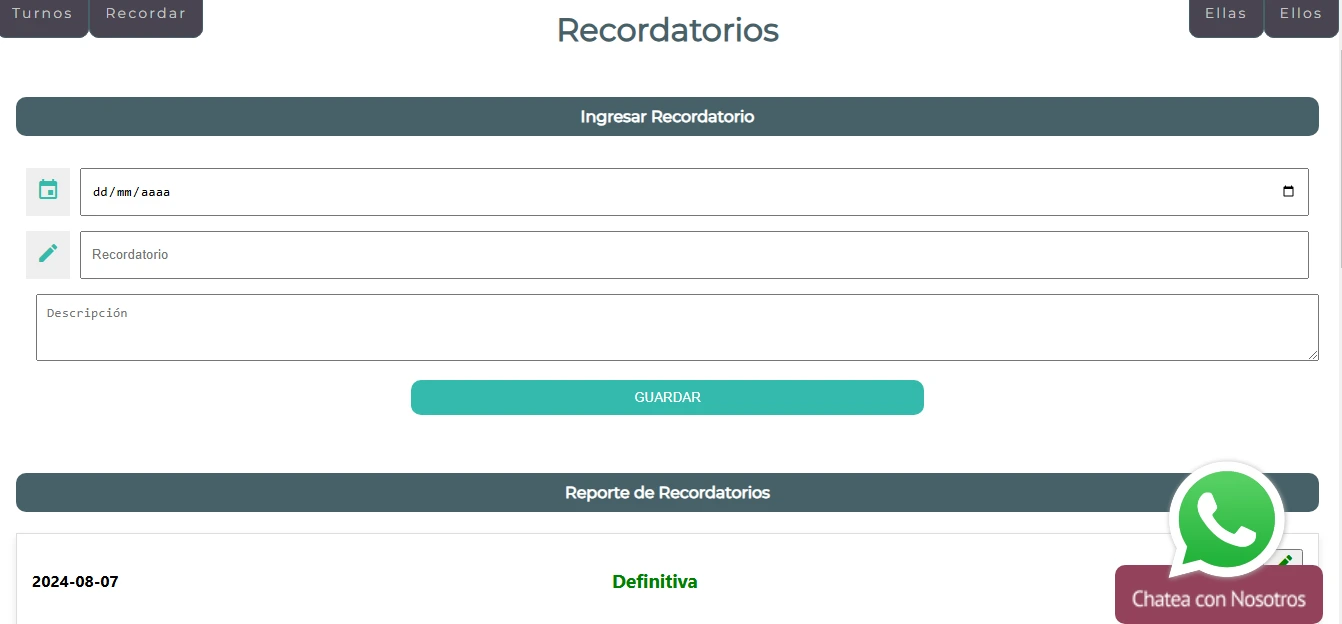 Turnos Recordar Ellas Ellos
Recordatorios
Ingresar Recordatorio
dd/mm/aaaa
Recordatorio
Descripción
GUARDAR
Reporte de Recordatorios
2024-08-07 Definitiva
Chatea con Nosotros